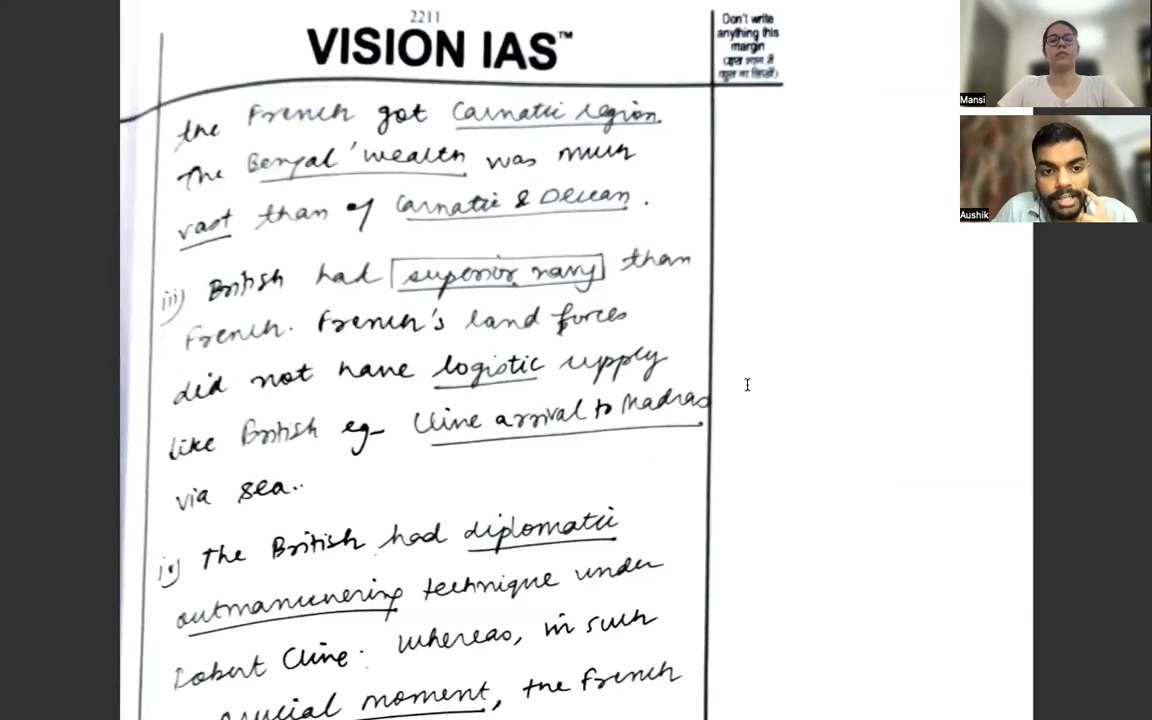 2211
VISION IAS™
Don't write
anything this
margin
(इस भाग में
कुछ ना लिखें)
the French got Carnatic region.
The Bengal' wealth was much
vast than of Carnatic & Deccan.
iii) British had superior navy than
French. French's land forces
did not have logistic supply
like British eg- Clive arrival to Madras
via sea..
iv) The British had diplomatic
outmanuvering technique under
Robert Clive. Whereas, in such
crucial moment, the French
Mansi
Aushik